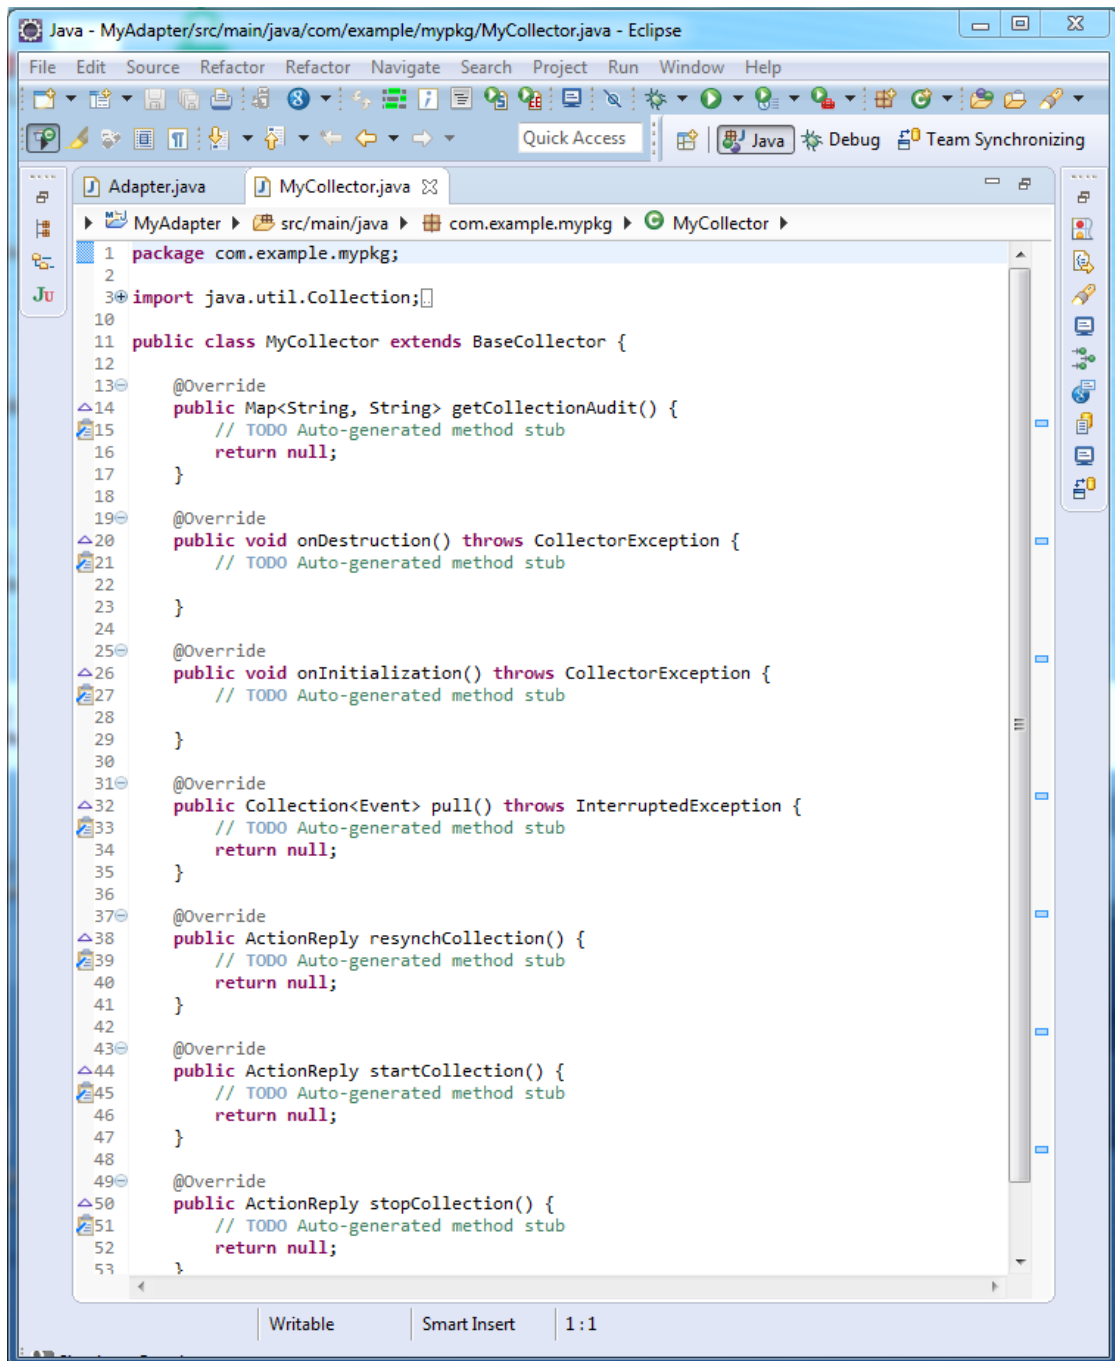 Java - MyAdapter/src/main/java/com/example/mypkg/MyCollector.java - Eclipse
File Edit Source Refactor Refactor Navigate Search Project Run Window Help
Quick Access Java Debug Team Synchronizing
Adapter.java MyCollector.java
MyAdapter src/main/java com.example.mypkg MyCollector
Ju
1 package com.example.mypkg;
2
3 import java.util.Collection;
10
11 public class MyCollector extends BaseCollector {
12
13 @Override
14 public Map<String, String> getCollectionAudit() {
15 // TODO Auto-generated method stub
16 return null;
17 }
18
19 @Override
20 public void onDestruction() throws CollectorException {
21 // TODO Auto-generated method stub
22
23 }
24
25 @Override
26 public void onInitialization() throws CollectorException {
27 // TODO Auto-generated method stub
28
29 }
30
31 @Override
32 public Collection<Event> pull() throws InterruptedException {
33 // TODO Auto-generated method stub
34 return null;
35 }
36
37 @Override
38 public ActionReply resynchCollection() {
39 // TODO Auto-generated method stub
40 return null;
41 }
42
43 @Override
44 public ActionReply startCollection() {
45 // TODO Auto-generated method stub
46 return null;
47 }
48
49 @Override
50 public ActionReply stopCollection() {
51 // TODO Auto-generated method stub
52 return null;
53 }
Writable Smart Insert 1 : 1